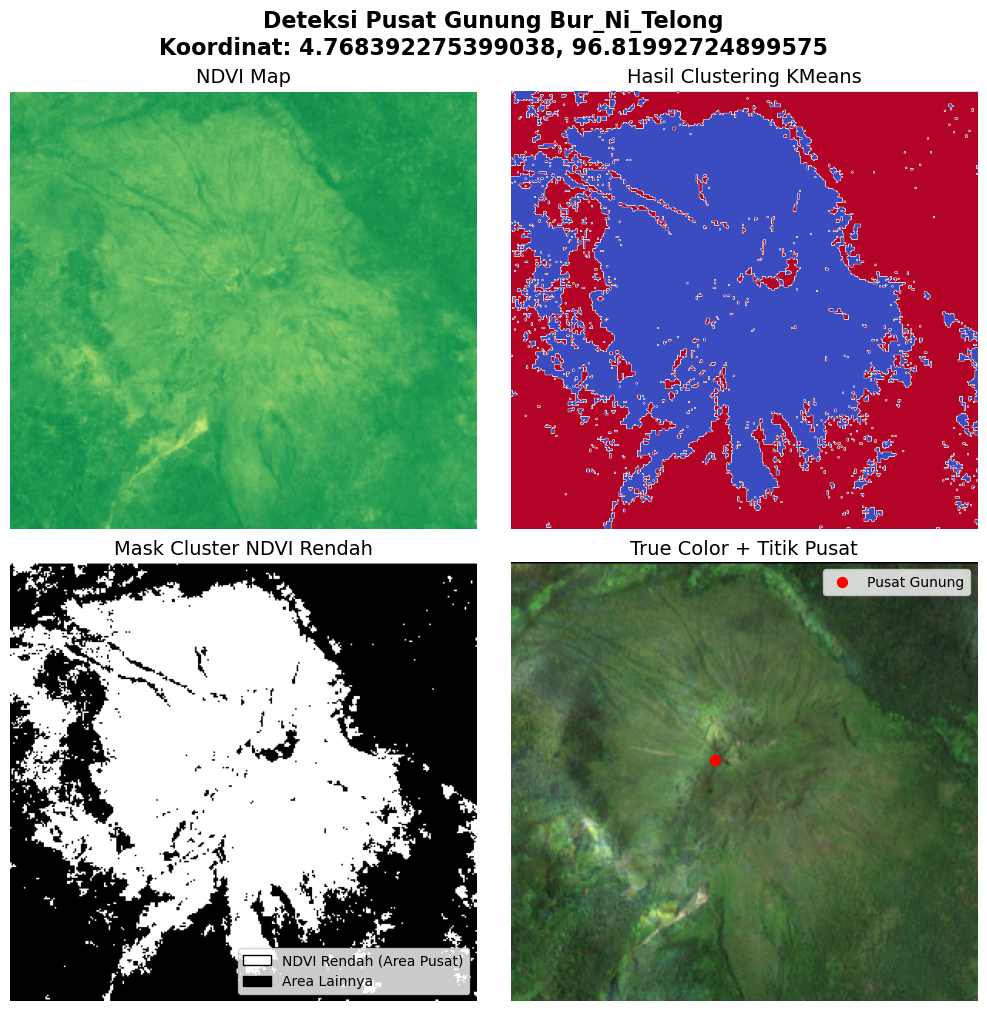 Deteksi Pusat Gunung Bur_Ni_Telong
Koordinat: 4.768392275399038, 96.81992724899575
NDVI Map
Hasil Clustering KMeans
Mask Cluster NDVI Rendah
True Color + Titik Pusat
Pusat Gunung
NDVI Rendah (Area Pusat)
Area Lainnya